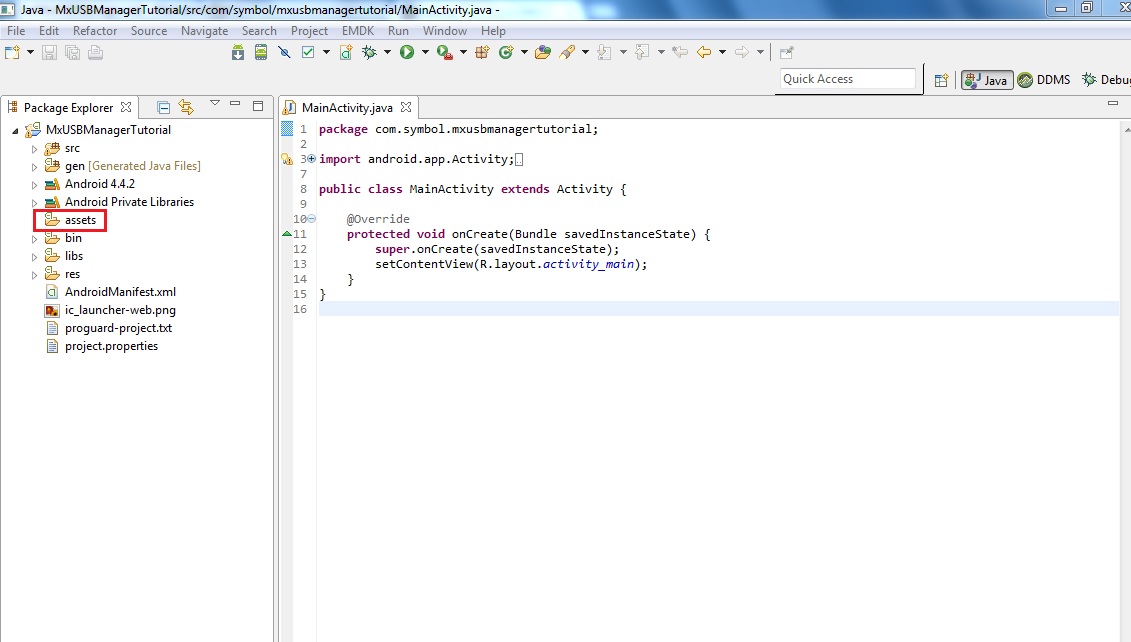 Java - MxUSBManagerTutorial/src/com/symbol/mxusbmanagertutorial/MainActivity.java -
File Edit Refactor Source Navigate Search Project EMDK Run Window Help
Quick Access
Java DDMS Debu
Package Explorer
MxUSBManagerTutorial
src
gen [Generated Java Files]
Android 4.4.2
Android Private Libraries
assets
bin
libs
res
AndroidManifest.xml
ic_launcher-web.png
proguard-project.txt
project.properties
MainActivity.java
1 package com.symbol.mxusbmanagertutorial;
2
3 import android.app.Activity;
7
8 public class MainActivity extends Activity {
9
10 @Override
11 protected void onCreate(Bundle savedInstanceState) {
12 super.onCreate(savedInstanceState);
13 setContentView(R.layout.activity_main);
14 }
15 }
16